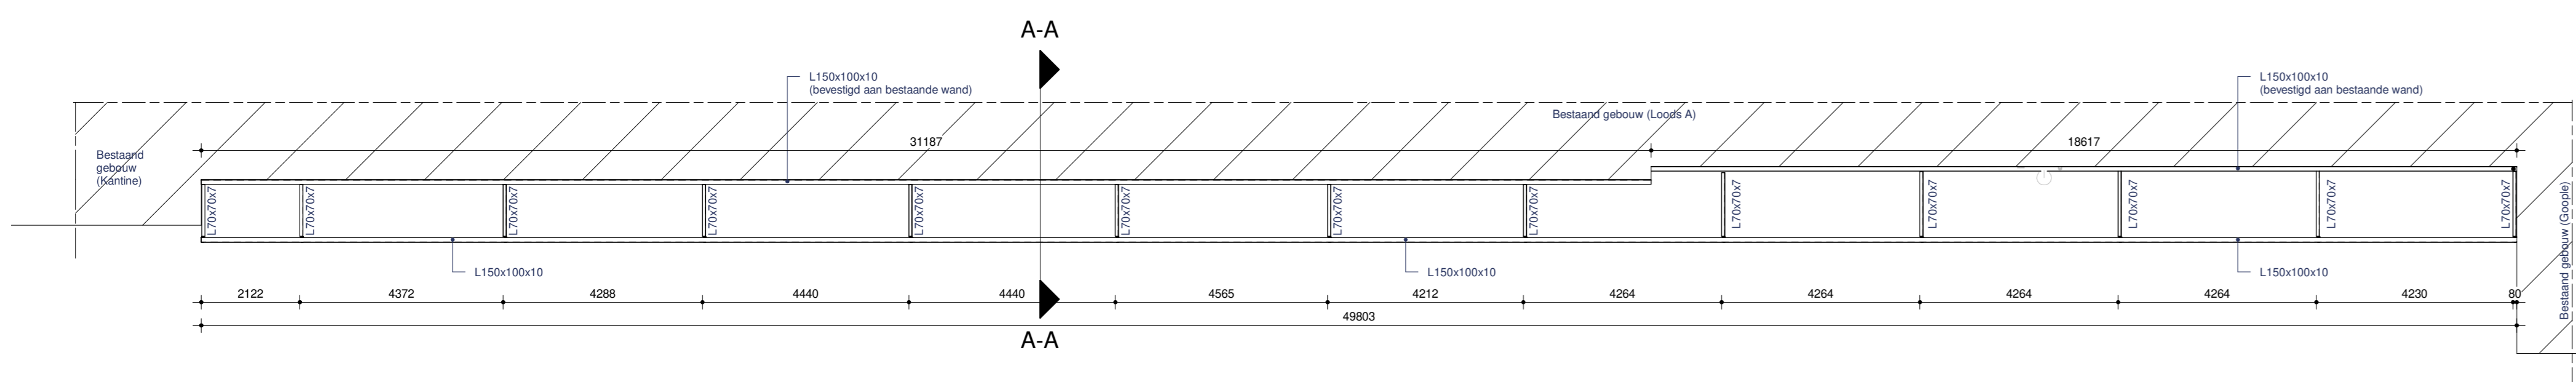 A-A
L150x100x10
(bevestigd aan bestaande wand)
L150x100x10
(bevestigd aan bestaande wand)
Bestaand gebouw (Loods A)
31187
18617
Bestaand
gebouw
(Kantine)
L70x70x7
L70x70x7
L70x70x7
L70x70x7
L70x70x7
L70x70x7
L70x70x7
L70x70x7
L70x70x7
L70x70x7
L70x70x7
L70x70x7
L70x70x7
Bestaand gebouw (Goople)
L150x100x10
L150x100x10
L150x100x10
2122
4372
4288
4440
4440
4565
4212
4264
4264
4264
4264
4230
80
49803
A-A